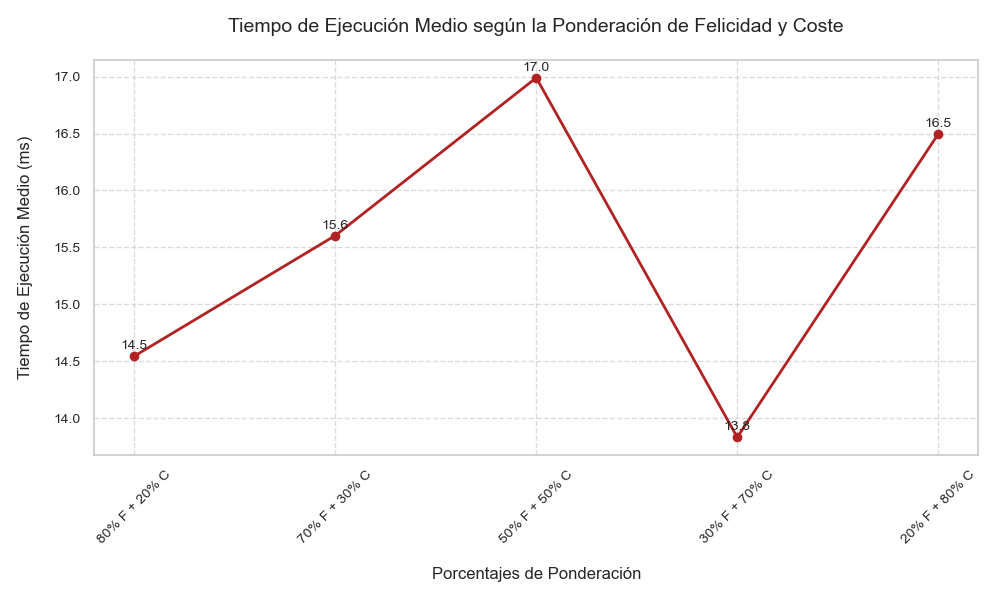 Tiempo de Ejecución Medio según la Ponderación de Felicidad y Coste
Tiempo de Ejecución Medio (ms)
17.0
16.5
16.0
15.5
15.0
14.5
14.0
14.5
15.6
17.0
13.8
16.5
80% F + 20% C
70% F + 30% C
50% F + 50% C
30% F + 70% C
20% F + 80% C
Porcentajes de Ponderación